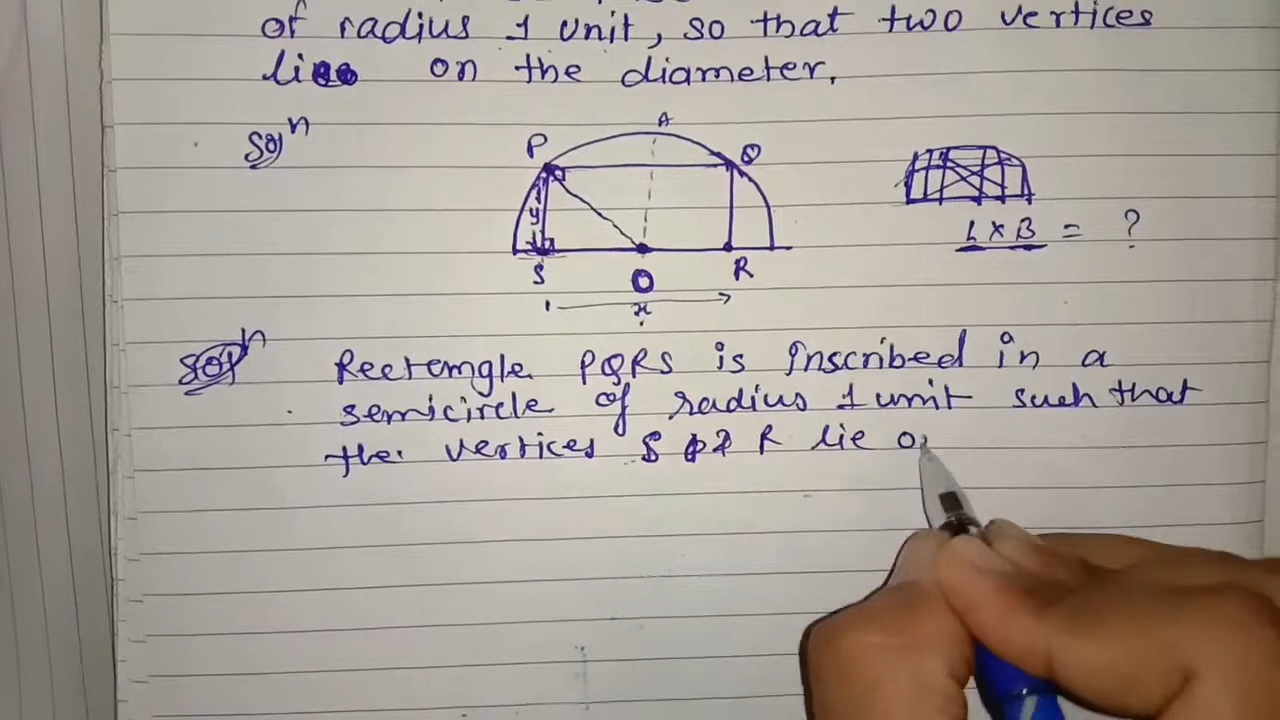 of radius 1 unit, so that two vertices
lie on the diameter.
Solⁿ
A
P
Q
y
S
O
R
x
L × B = ?
Solⁿ
Rectemgle PQRS is inscribed in a
semicircle of radius 1 unit such that
the vertices S & R lie o